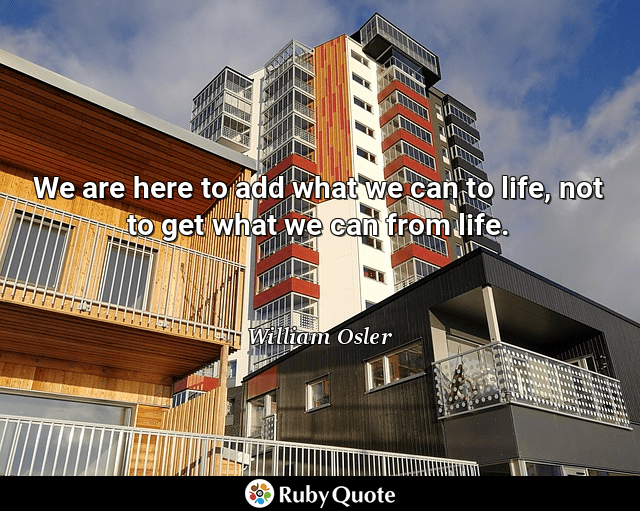 We are here to add what we can to life, not
to get what we can from life.
William Osler
RubyQuote